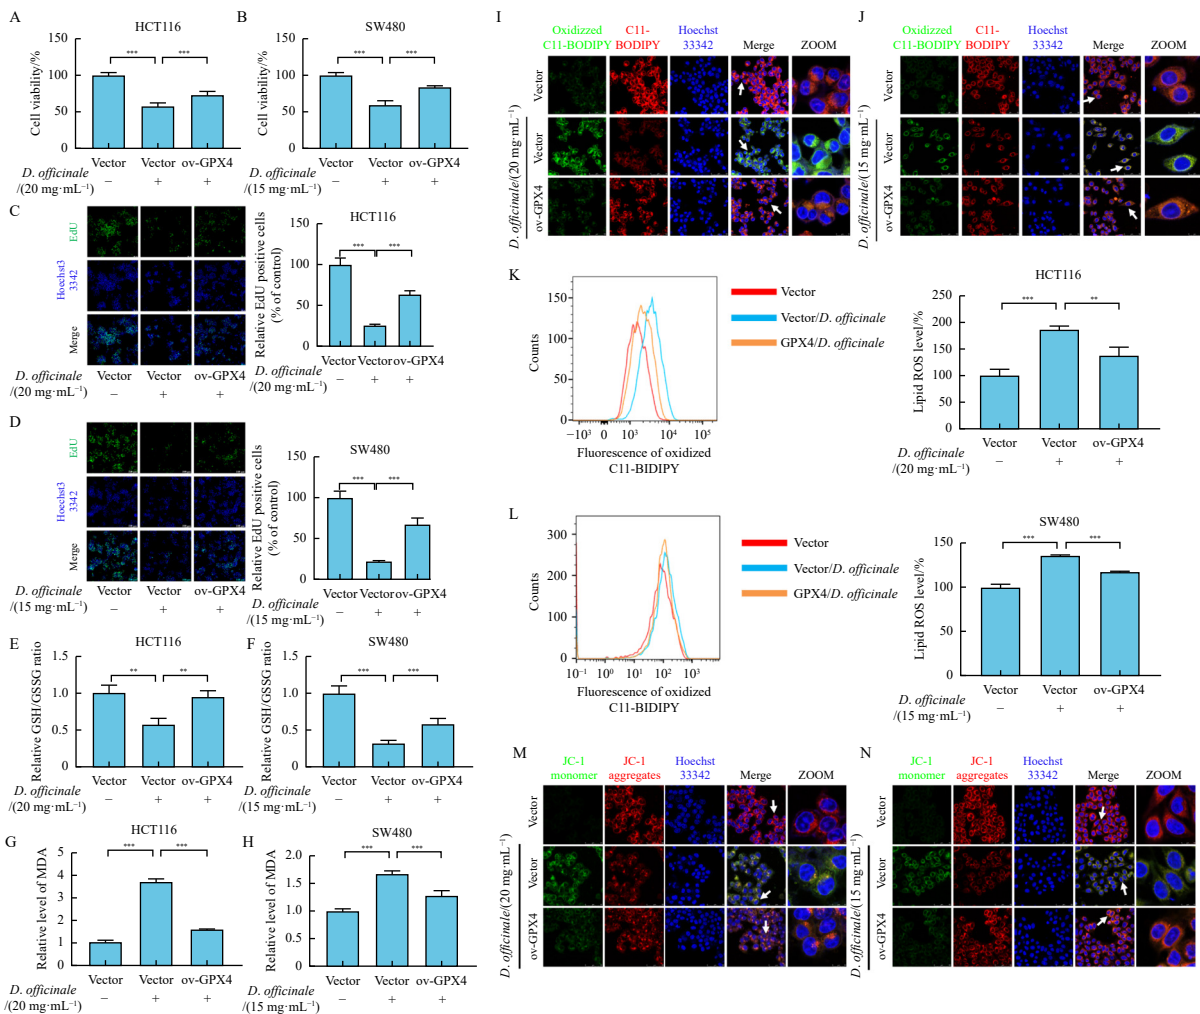 A
HCT116
Cell viability/%
150
100
50
0
***
***
Vector
Vector
ov-GPX4
D. officinale
/(20 mg·mL⁻¹)
−
+
+
B
SW480
Cell viability/%
150
100
50
0
***
***
Vector
Vector
ov-GPX4
D. officinale
/(15 mg·mL⁻¹)
−
+
+
C
EdU
Hoechst3
3342
Merge
Vector
Vector
ov-GPX4
D. officinale
/(20 mg·mL⁻¹)
−
+
+
HCT116
Relative EdU positive cells
(% of control)
150
100
50
0
***
***
Vector
Vector
ov-GPX4
D. officinale
/(20 mg·mL⁻¹)
−
+
+
D
EdU
Hoechst3
3342
Merge
Vector
Vector
ov-GPX4
D. officinale
/(15 mg·mL⁻¹)
−
+
+
SW480
Relative EdU positive cells
(% of control)
150
100
50
0
***
***
Vector
Vector
ov-GPX4
D. officinale
/(15 mg·mL⁻¹)
−
+
+
E
HCT116
Relative GSH/GSSG ratio
1.5
1.0
0.5
0
**
**
Vector
Vector
ov-GPX4
D. officinale
/(20 mg·mL⁻¹)
−
+
+
F
SW480
Relative GSH/GSSG ratio
1.5
1.0
0.5
0
***
***
Vector
Vector
ov-GPX4
D. officinale
/(15 mg·mL⁻¹)
−
+
+
G
HCT116
Relative level of MDA
5
4
3
2
1
0
***
***
Vector
Vector
ov-GPX4
D. officinale
/(20 mg·mL⁻¹)
−
+
+
H
SW480
Relative level of MDA
2.0
1.5
1.0
0.5
0.0
***
***
Vector
Vector
ov-GPX4
D. officinale
/(15 mg·mL⁻¹)
−
+
+
I
Oxidizzed
C11-BODIPY
C11-
BODIPY
Hoechst
33342
Merge
ZOOM
Vector
Vector
ov-GPX4
D. officinale/(20 mg·mL⁻¹)
J
Oxidizzed
C11-BODIPY
C11-
BODIPY
Hoechst
33342
Merge
ZOOM
Vector
Vector
ov-GPX4
D. officinale/(15 mg·mL⁻¹)
K
Counts
150
100
50
0
−10³
0
10³
10⁴
10⁵
Fluorescence of oxidized
C11-BIDIPY
Vector
Vector/D. officinale
GPX4/D. officinale
HCT116
Lipid ROS level/%
250
200
150
100
50
0
***
**
Vector
Vector
ov-GPX4
D. officinale
/(20 mg·mL⁻¹)
−
+
+
L
Counts
300
200
100
0
10⁻¹
10⁰
10¹
10²
10³
Fluorescence of oxidized
C11-BIDIPY
Vector
Vector/D. officinale
GPX4/D. officinale
SW480
Lipid ROS level/%
150
100
50
0
***
***
Vector
Vector
ov-GPX4
D. officinale
/(15 mg·mL⁻¹)
−
+
+
M
JC-1
monomer
JC-1
aggregates
Hoechst
33342
Merge
ZOOM
Vector
Vector
ov-GPX4
D. officinale/(20 mg·mL⁻¹)
N
JC-1
monomer
JC-1
aggregates
Hoechst
33342
Merge
ZOOM
Vector
Vector
ov-GPX4
D. officinale/(15 mg·mL⁻¹)